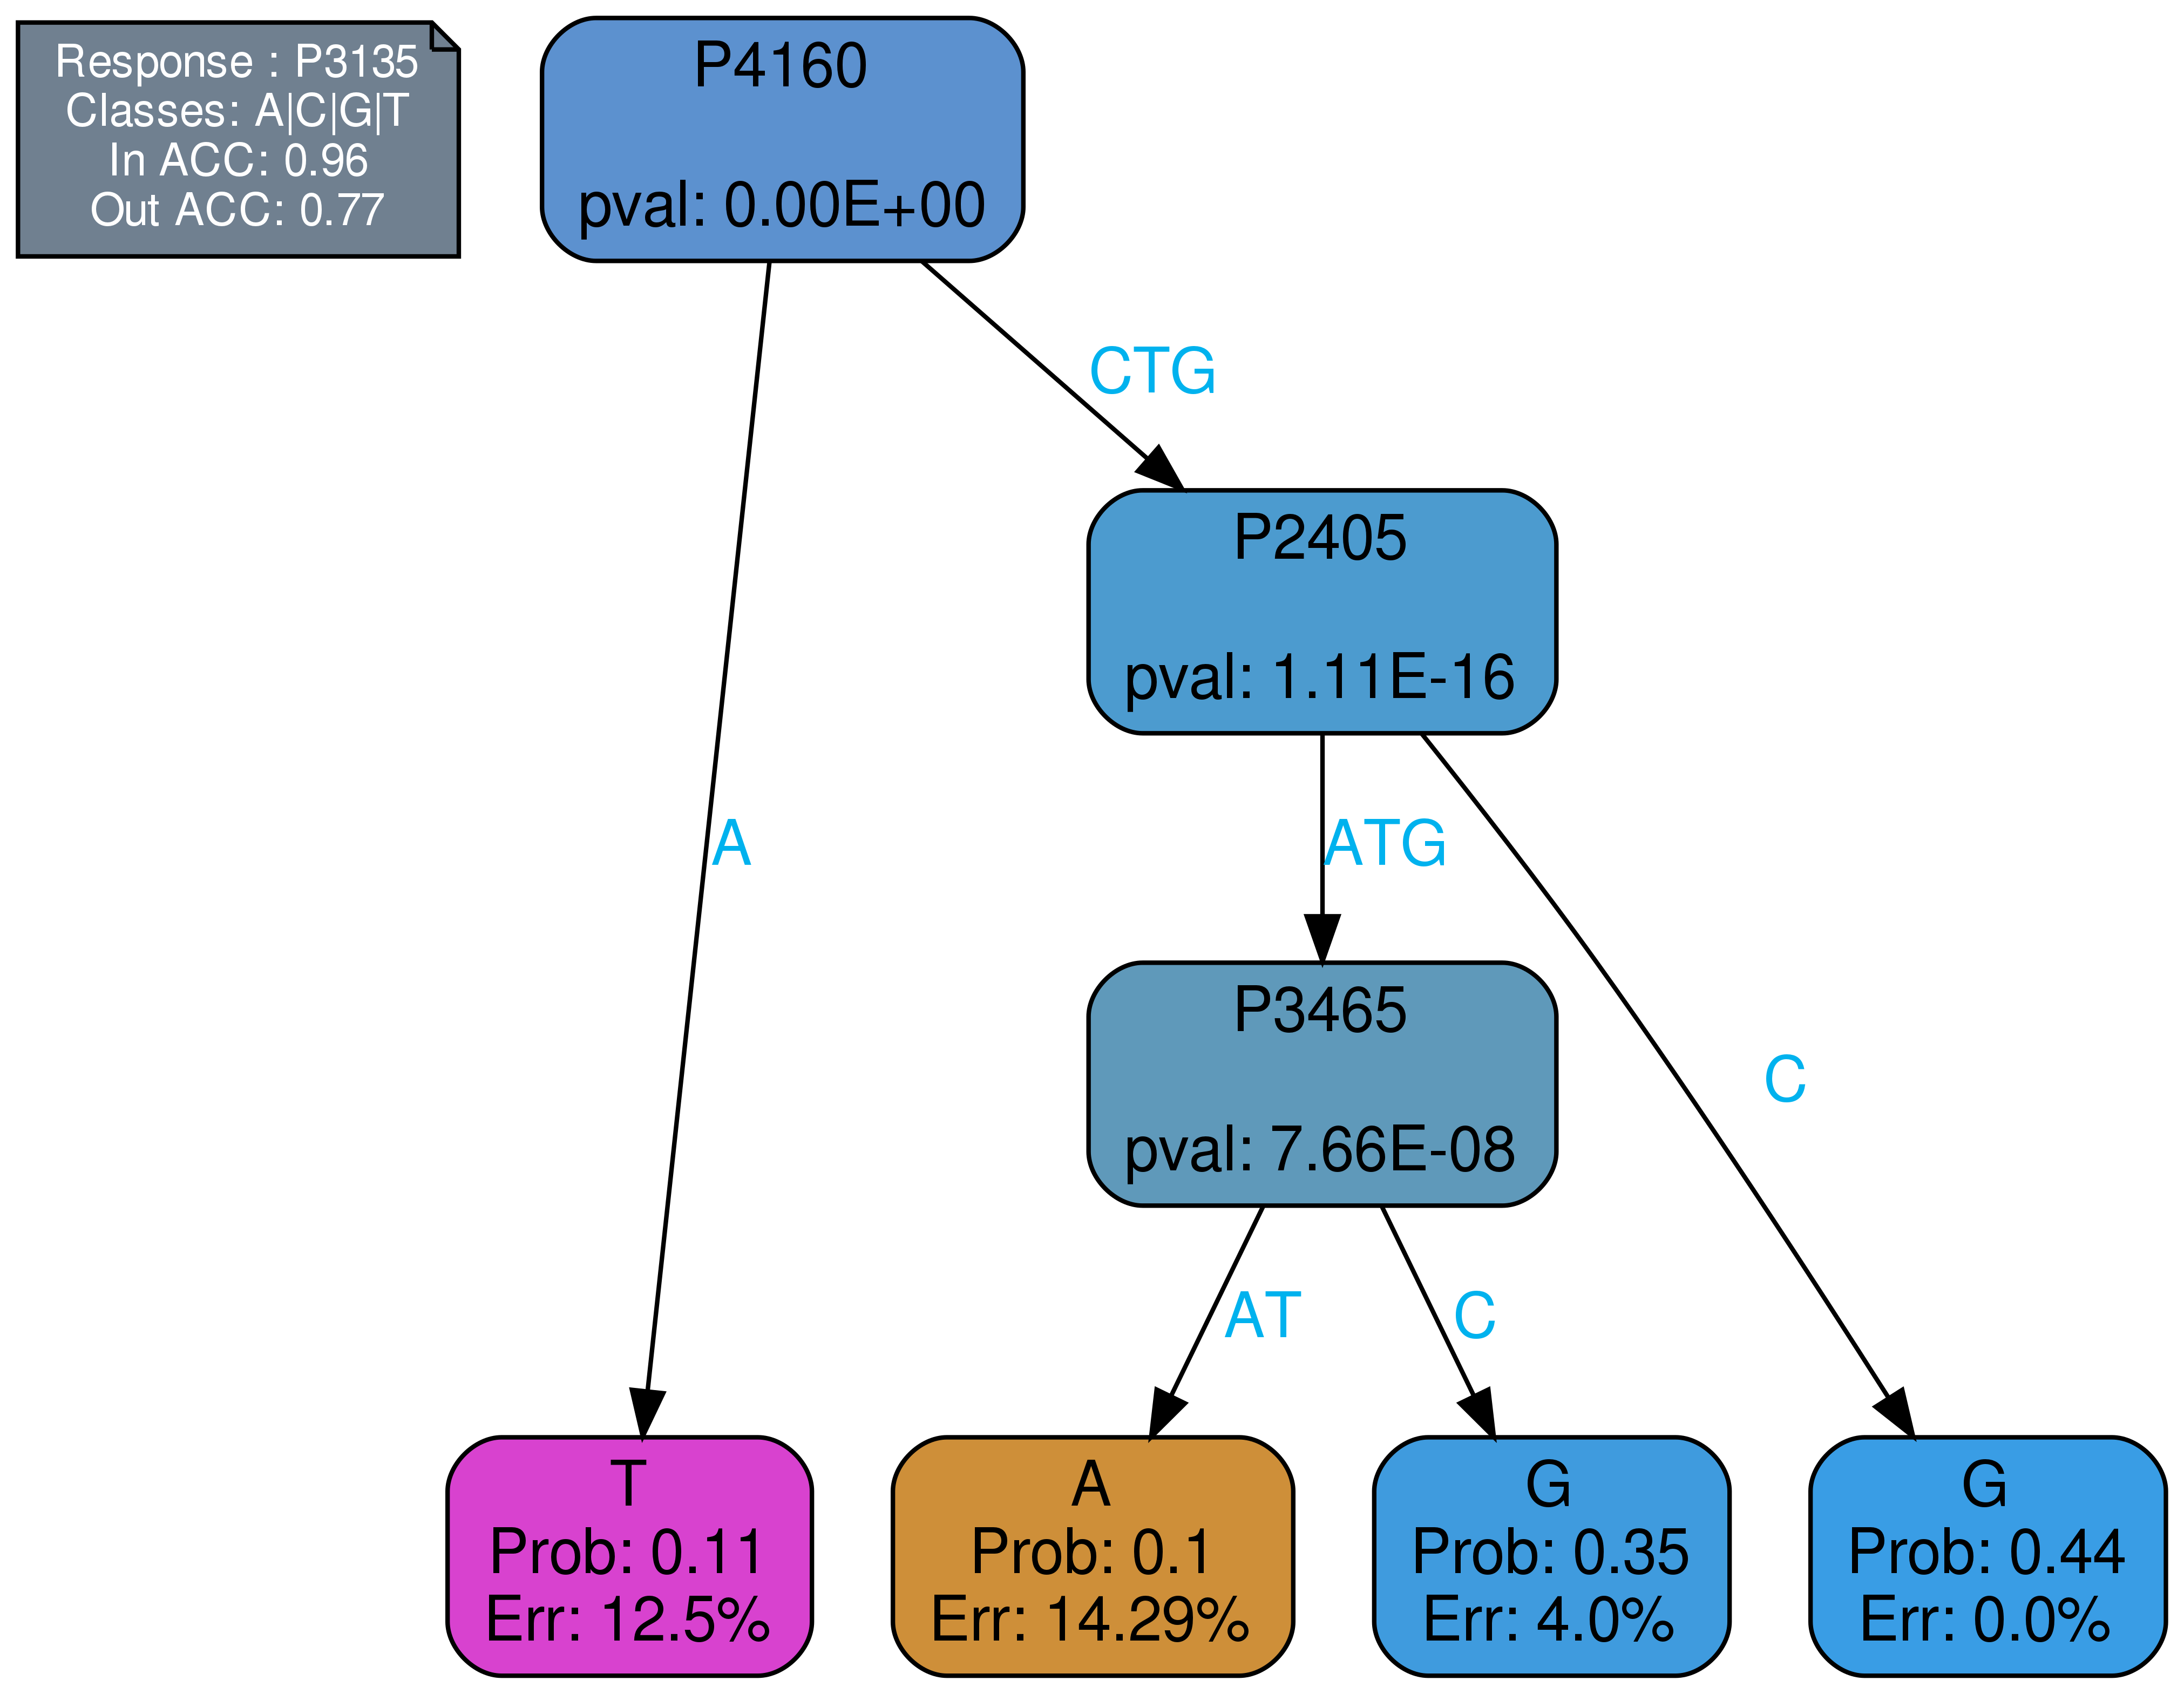 Response : P3135
Classes: A|C|G|T
In ACC: 0.96
Out ACC: 0.77
P4160
pval: 0.00E+00
CTG
P2405
pval: 1.11E-16
A
ATG
P3465
pval: 7.66E-08
C
AT
C
T
Prob: 0.11
Err: 12.5%
A
Prob: 0.1
Err: 14.29%
G
Prob: 0.35
Err: 4.0%
G
Prob: 0.44
Err: 0.0%